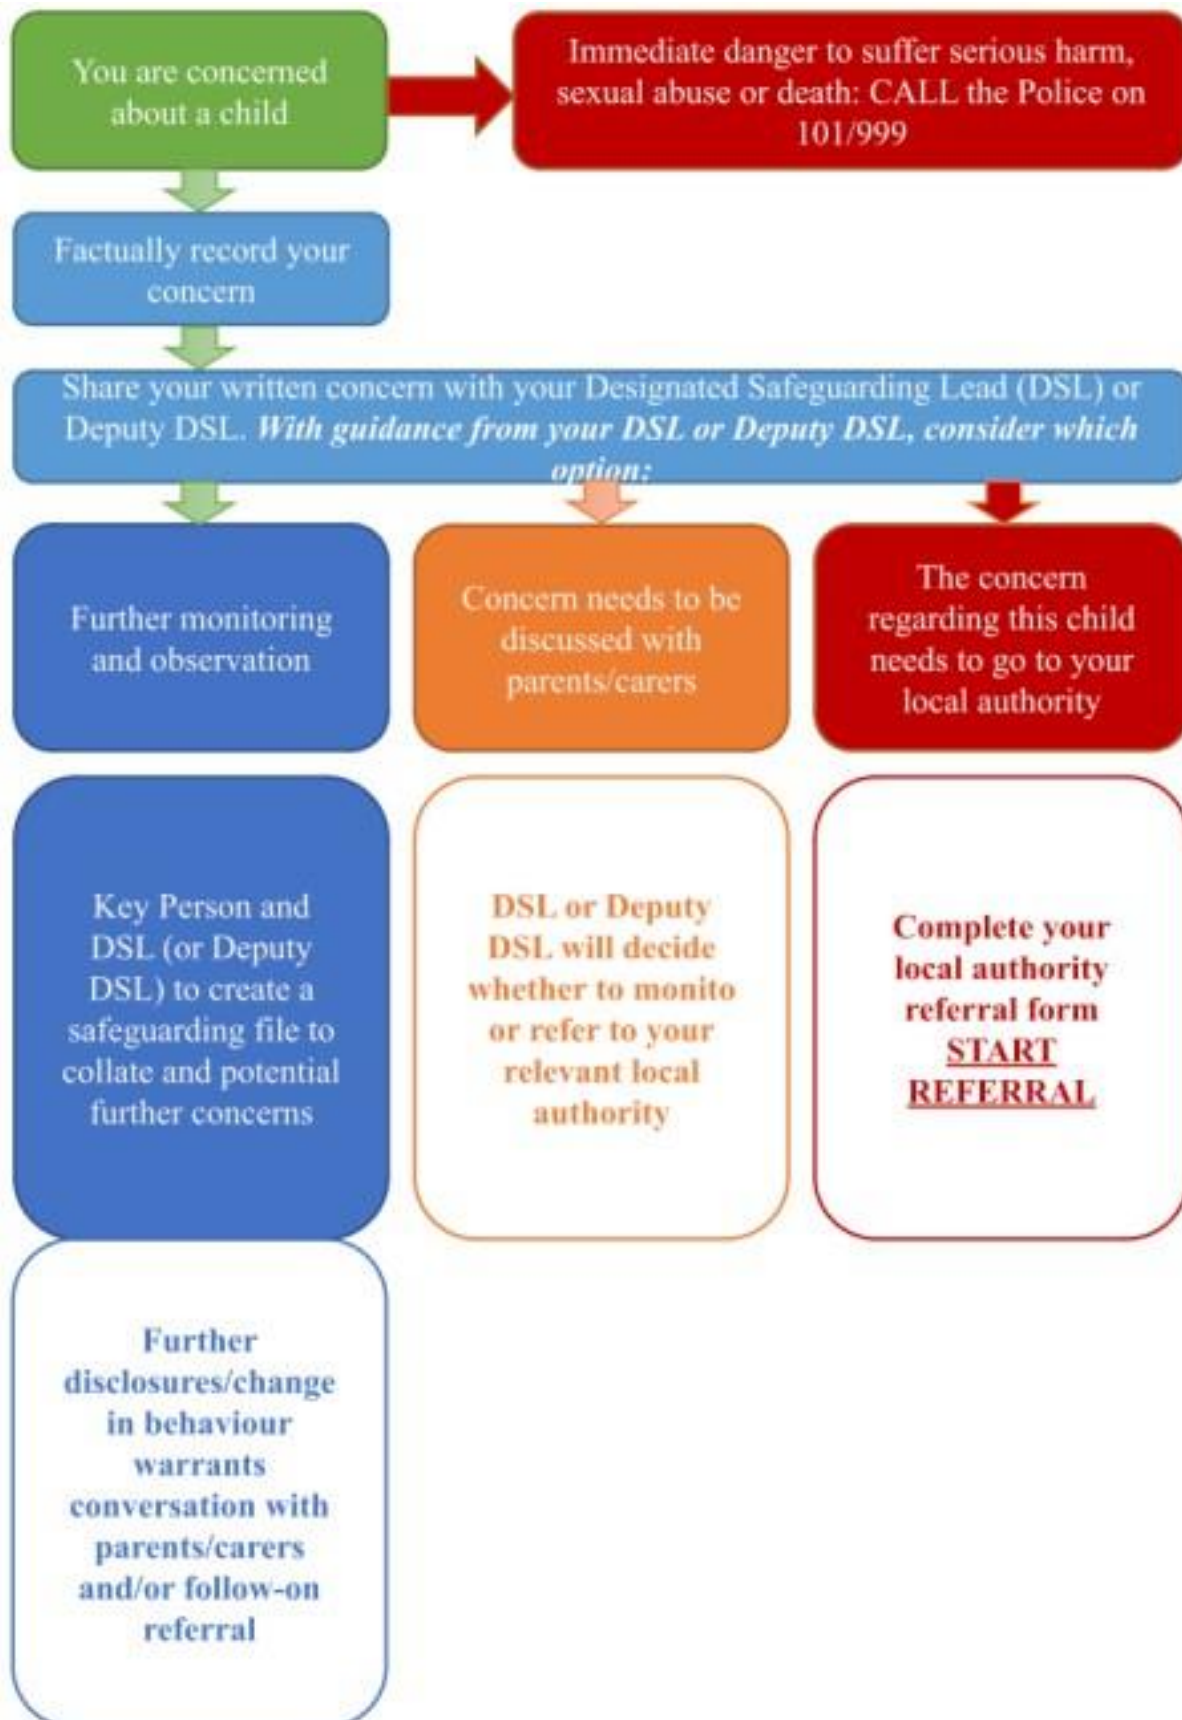 You are concerned
about a child
Immediate danger to suffer serious harm,
sexual abuse or death: CALL the Police on
101/999
Factually record your
concern
Share your written concern with your Designated Safeguarding Lead (DSL) or
Deputy DSL. With guidance from your DSL or Deputy DSL, consider which
option:
Further monitoring
and observation
Concern needs to be
discussed with
parents/carers
The concern
regarding this child
needs to go to your
local authority
Key Person and
DSL (or Deputy
DSL) to create a
safeguarding file to
collate and potential
further concerns
DSL or Deputy
DSL will decide
whether to monito
or refer to your
relevant local
authority
Complete your
local authority
referral form
START
REFERRAL
Further
disclosures/change
in behaviour
warrants
conversation with
parents/carers
and/or follow-on
referral